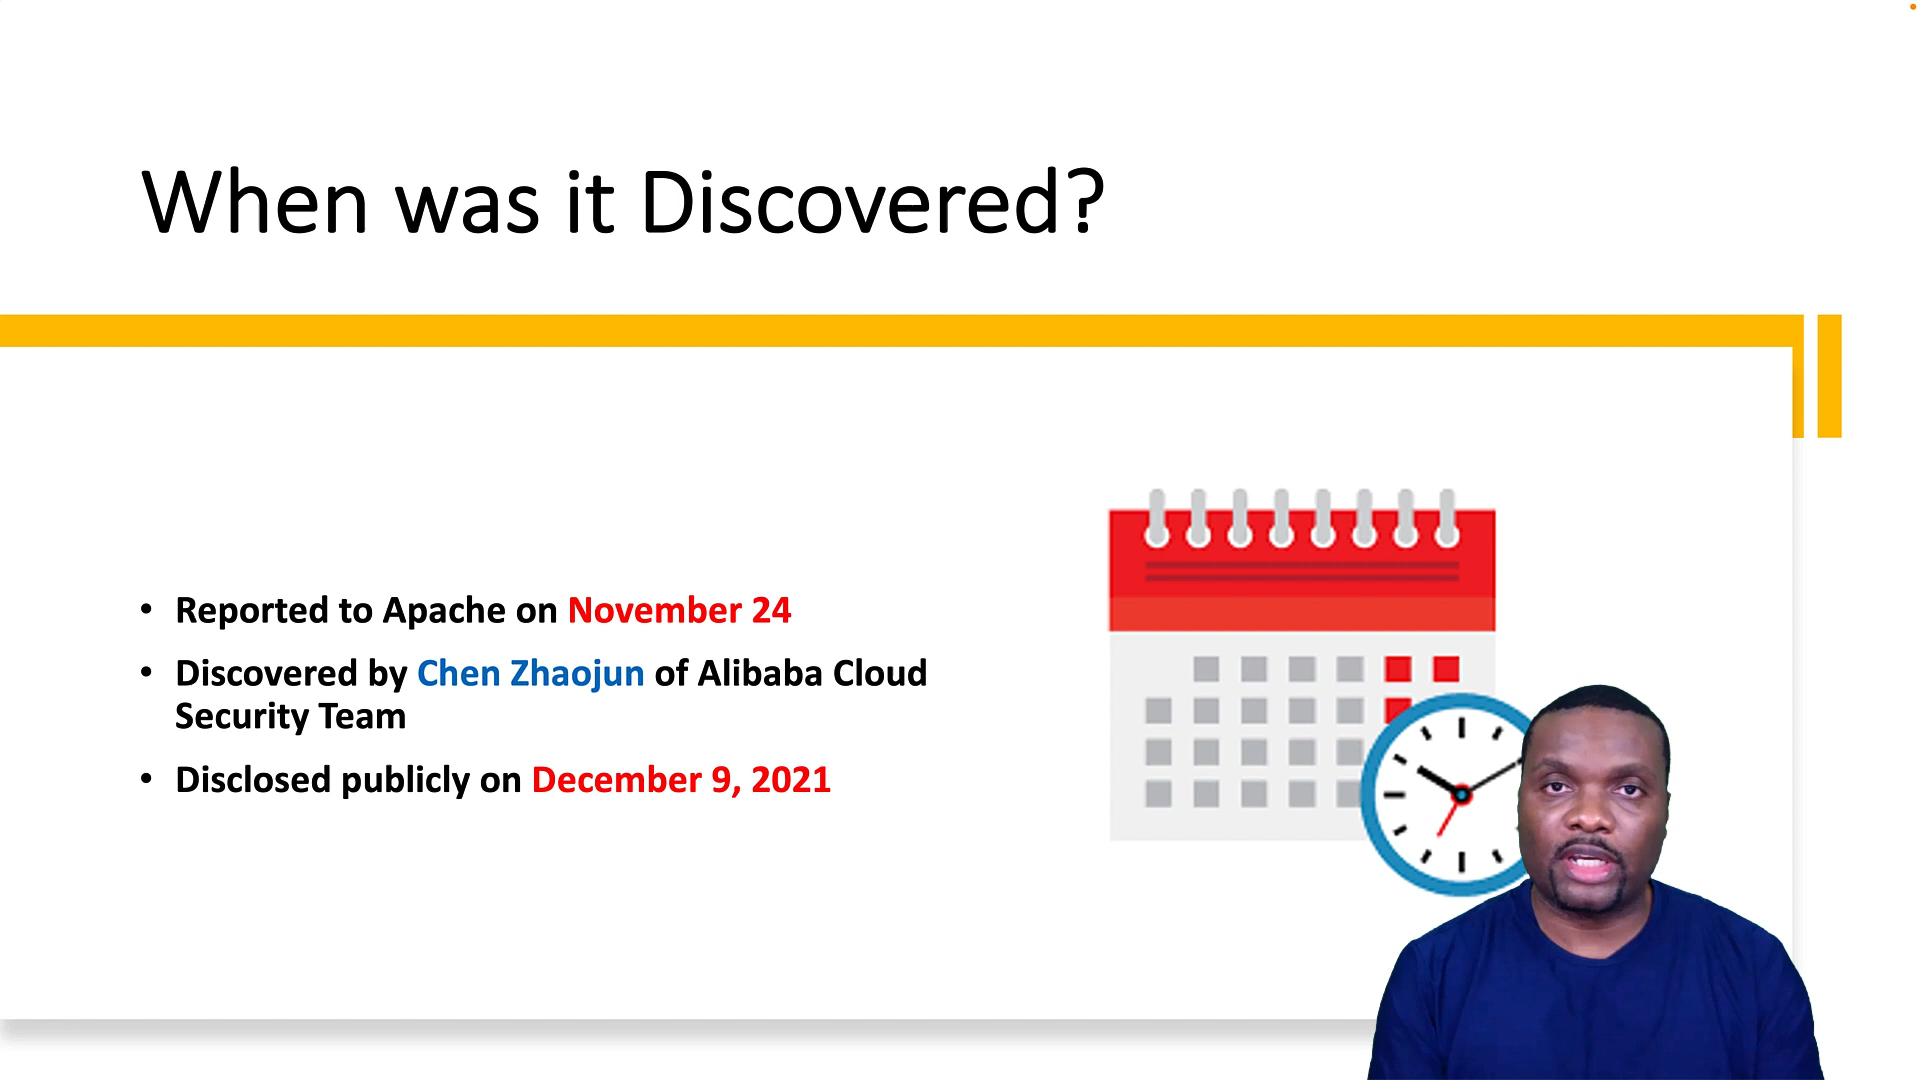 When was it Discovered?
• Reported to Apache on November 24
• Discovered by Chen Zhaojun of Alibaba Cloud
Security Team
• Disclosed publicly on December 9, 2021